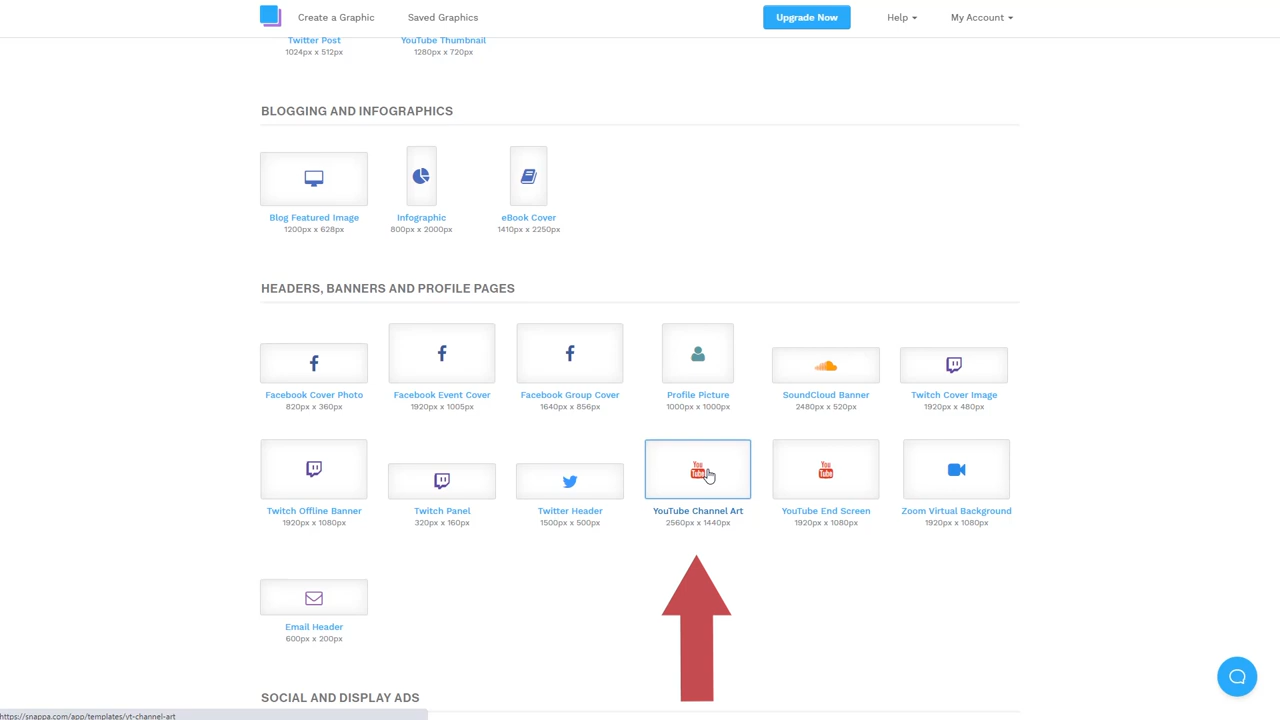 Create a Graphic
Saved Graphics
Upgrade Now
Help
My Account
Twitter Post
1024px x 512px
YouTube Thumbnail
1280px x 720px
BLOGGING AND INFOGRAPHICS
Blog Featured Image
1200px x 628px
Infographic
800px x 2000px
eBook Cover
1410px x 2250px
HEADERS, BANNERS AND PROFILE PAGES
Facebook Cover Photo
820px x 360px
Facebook Event Cover
1920px x 1005px
Facebook Group Cover
1640px x 856px
Profile Picture
1000px x 1000px
SoundCloud Banner
2480px x 520px
Twitch Cover Image
1920px x 480px
Twitch Offline Banner
1920px x 1080px
Twitch Panel
320px x 160px
Twitter Header
1500px x 500px
You
Tube
YouTube Channel Art
2560px x 1440px
You
Tube
YouTube End Screen
1920px x 1080px
Zoom Virtual Background
1920px x 1080px
Email Header
600px x 200px
SOCIAL AND DISPLAY ADS
https://snappa.com/app/templates/yt-channel-art